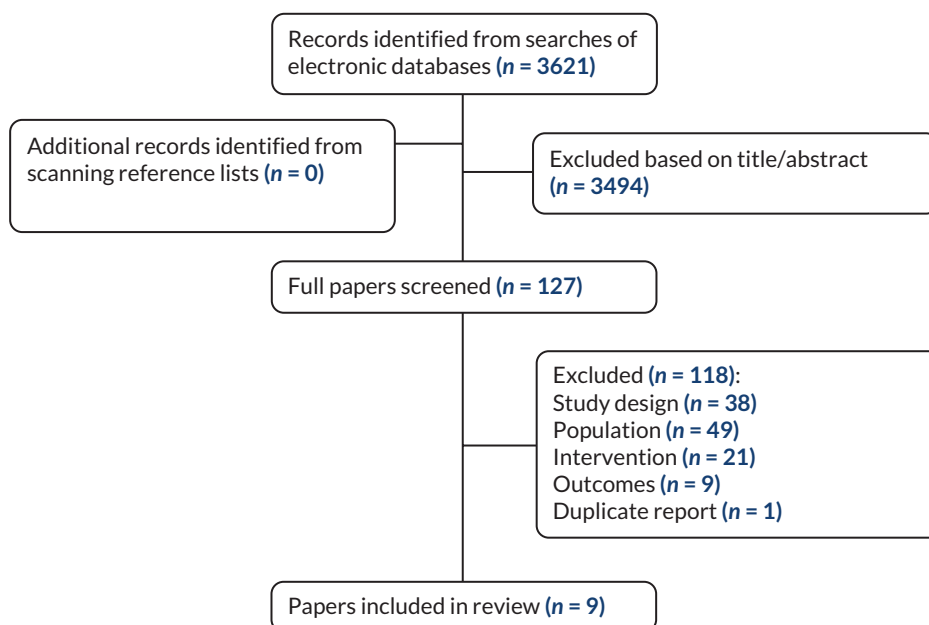 Records identified from searches of
electronic databases (n = 3621)
Additional records identified from
scanning reference lists (n = 0)
Excluded based on title/abstract
(n = 3494)
Full papers screened (n = 127)
Excluded (n = 118):
Study design (n = 38)
Population (n = 49)
Intervention (n = 21)
Outcomes (n = 9)
Duplicate report (n = 1)
Papers included in review (n = 9)